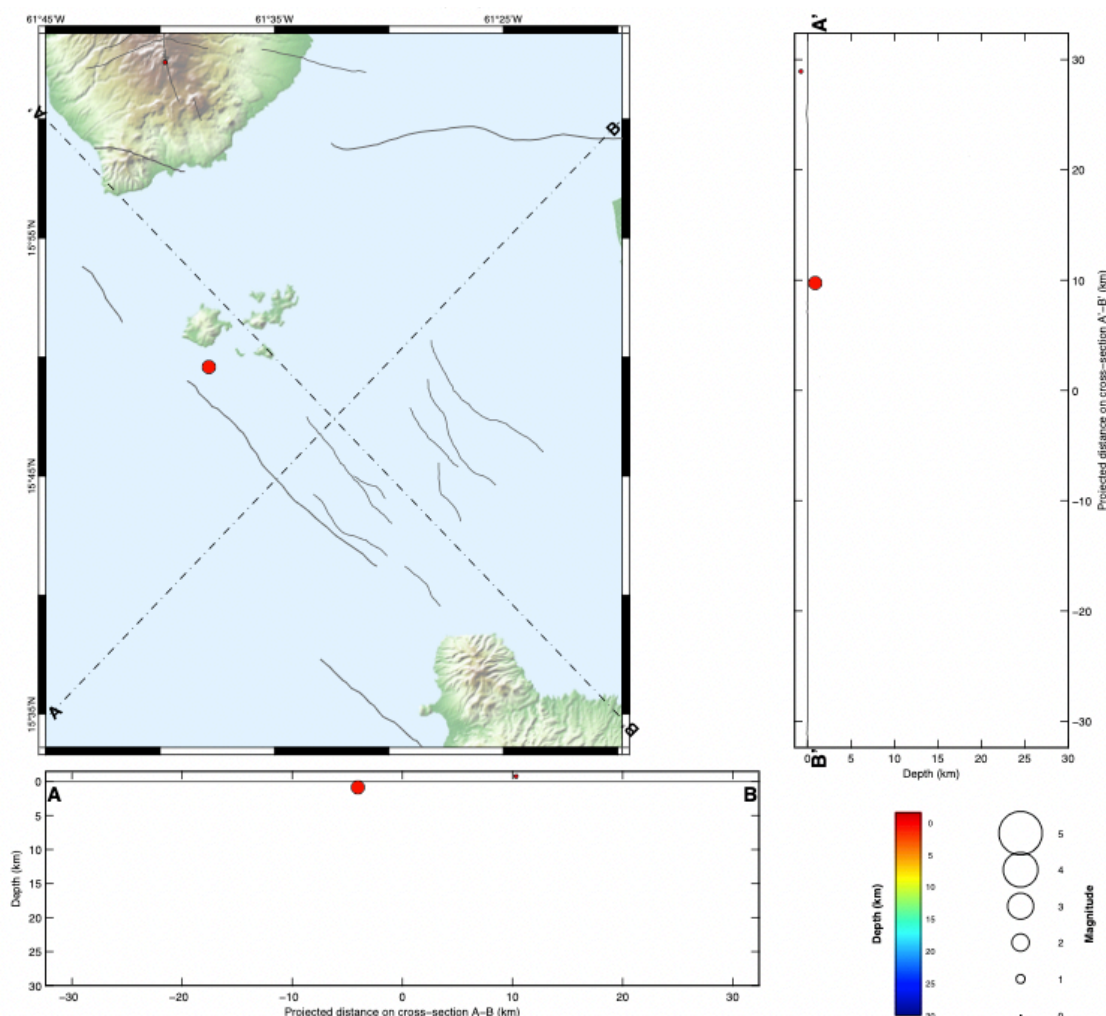 61°45'W 61°35'W 61°25'W
A'
B
15°55'N
15°45'N
15°35'N
A
B'
A'
30
20
10
0
−10
−20
−30
Projected distance on cross−section A'−B' (km)
B'
0 5 10 15 20 25 30
Depth (km)
A B
0
5
10
15
20
25
30
Depth (km)
−30 −20 −10 0 10 20 30
Projected distance on cross−section A−B (km)
Depth (km)
0
5
10
15
20
25
30
5
4
3
2
1
Magnitude